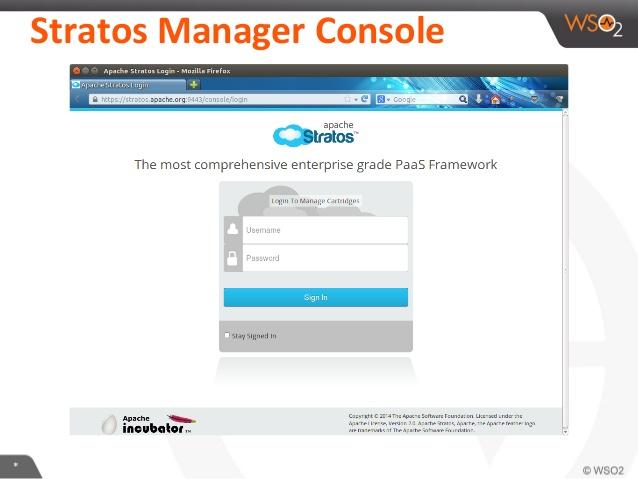 Stratos Manager Console
WSO2
Apache Stratos Login - Mozilla Firefox
Apache Stratos Login
https://stratos.apache.org:9443/console/login
Google
apache
Stratos™
The most comprehensive enterprise grade PaaS Framework
Login To Manage Cartridges
Username
Password
Sign In
Stay Signed In
Apache
incubator™
Copyright © 2014 The Apache Software Foundation. Licensed under the
Apache License, Version 2.0. Apache Stratos, Apache, the Apache feather logo
are trademarks of The Apache Software Foundation.
*
© WSO2